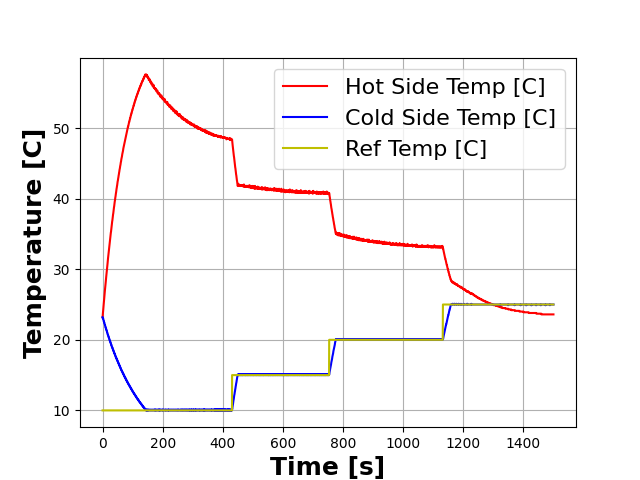 Hot Side Temp [C]
Cold Side Temp [C]
Ref Temp [C]
50
40
30
20
10
Temperature [C]
0 200 400 600 800 1000 1200 1400
Time [s]